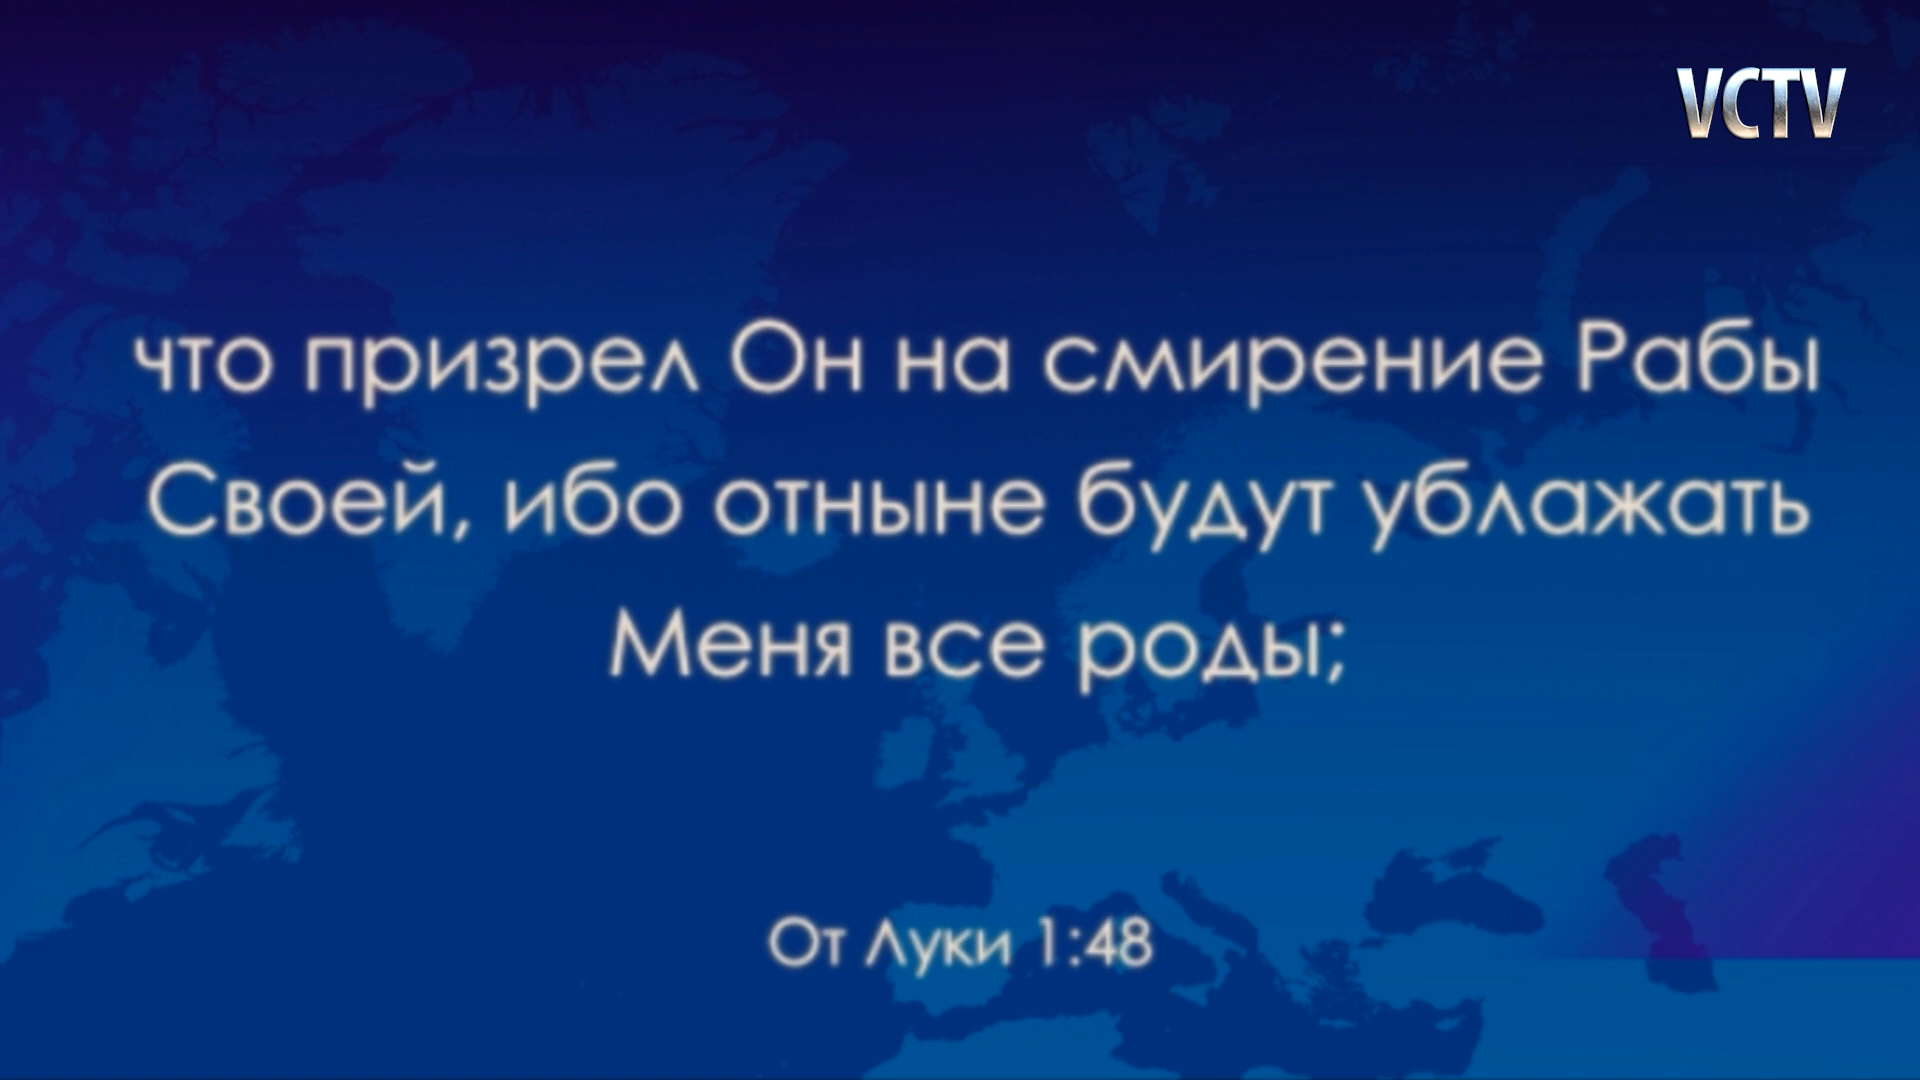 VCTV
что призрел Он на смирение Рабы
Своей, ибо отныне будут ублажать
Меня все роды;
От Луки 1:48